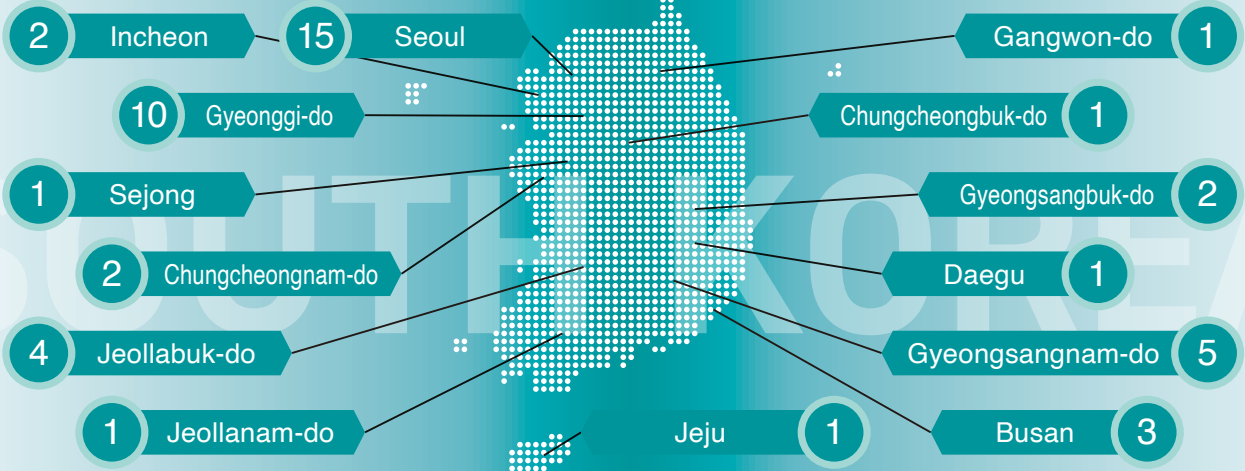 2 Incheon
15 Seoul
Gangwon-do 1
10 Gyeonggi-do
Chungcheongbuk-do 1
1 Sejong
Gyeongsangbuk-do 2
SOUTH KOREA
2 Chungcheongnam-do
Daegu 1
4 Jeollabuk-do
Gyeongsangnam-do 5
1 Jeollanam-do
Jeju 1
Busan 3